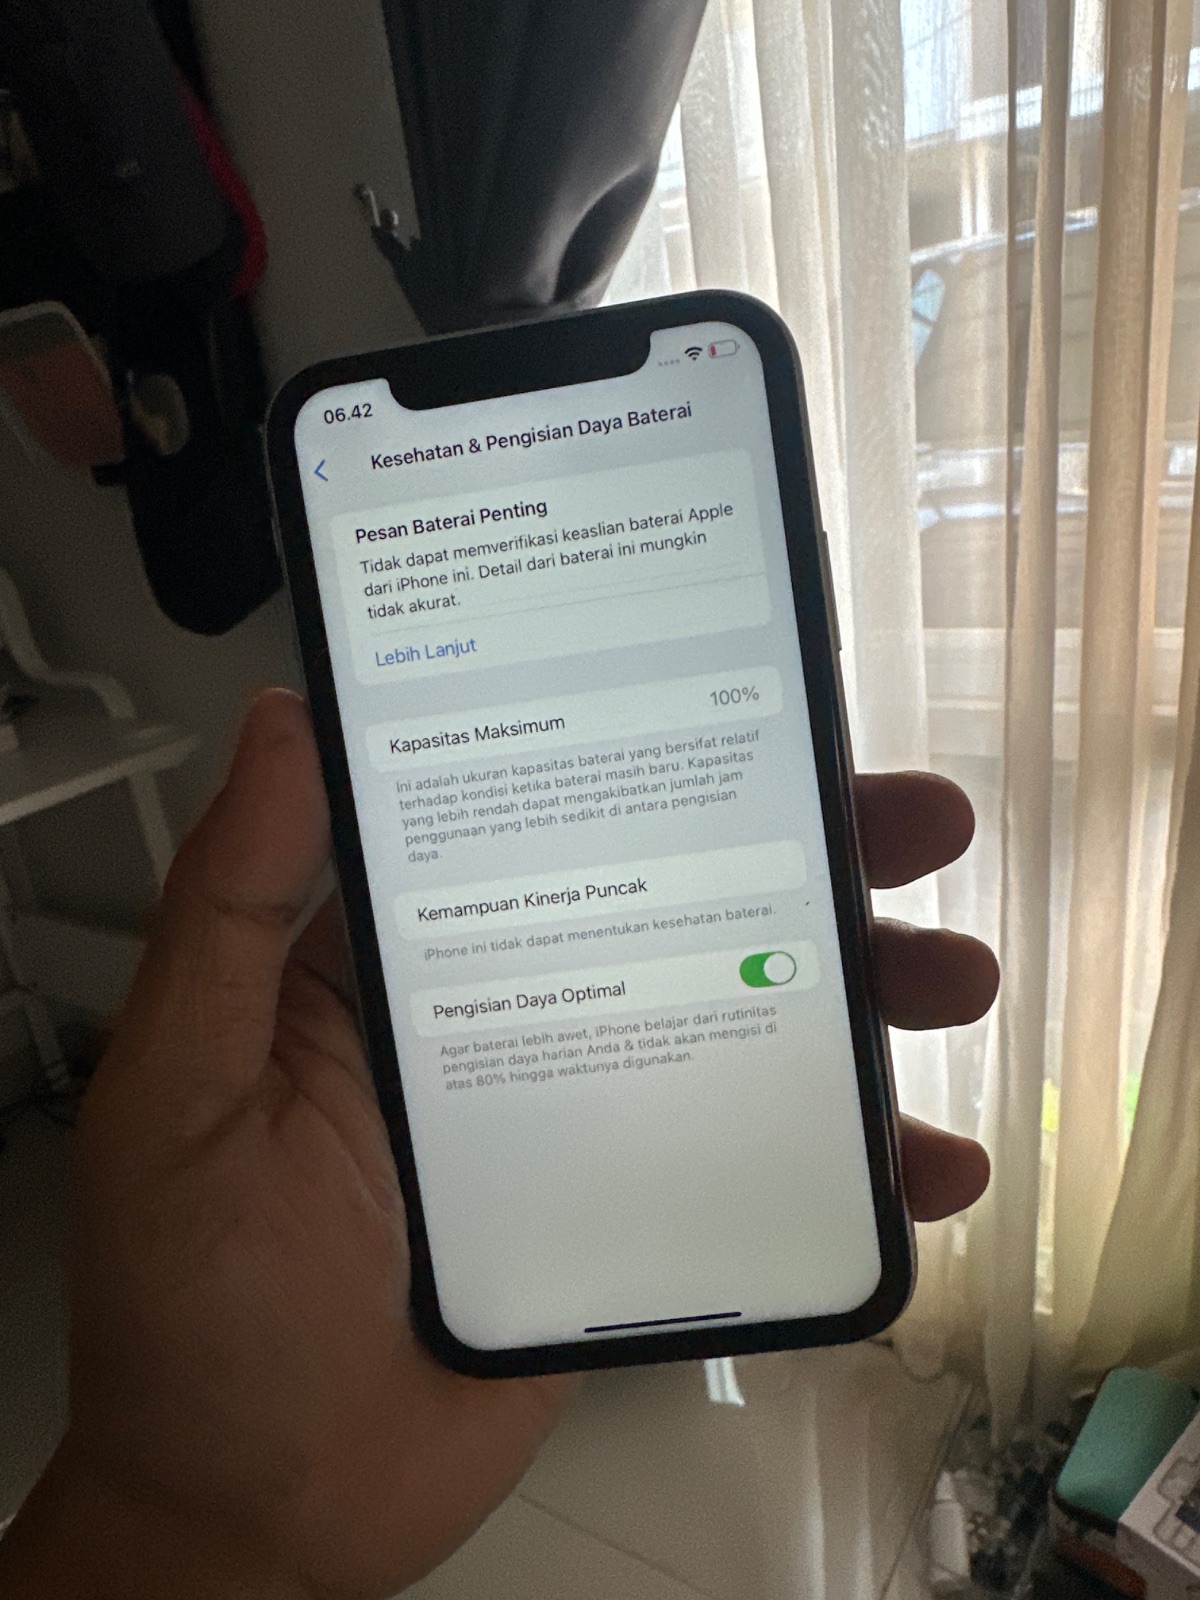 06.42
Kesehatan & Pengisian Daya Baterai
Pesan Baterai Penting
Tidak dapat memverifikasi keaslian baterai Apple
dari iPhone ini. Detail dari baterai ini mungkin
tidak akurat.
Lebih Lanjut
Kapasitas Maksimum 100%
Ini adalah ukuran kapasitas baterai yang bersifat relatif
terhadap kondisi ketika baterai masih baru. Kapasitas
yang lebih rendah dapat mengakibatkan jumlah jam
penggunaan yang lebih sedikit di antara pengisian
daya.
Kemampuan Kinerja Puncak
iPhone ini tidak dapat menentukan kesehatan baterai.
Pengisian Daya Optimal
Agar baterai lebih awet, iPhone belajar dari rutinitas
pengisian daya harian Anda & tidak akan mengisi di
atas 80% hingga waktunya digunakan.